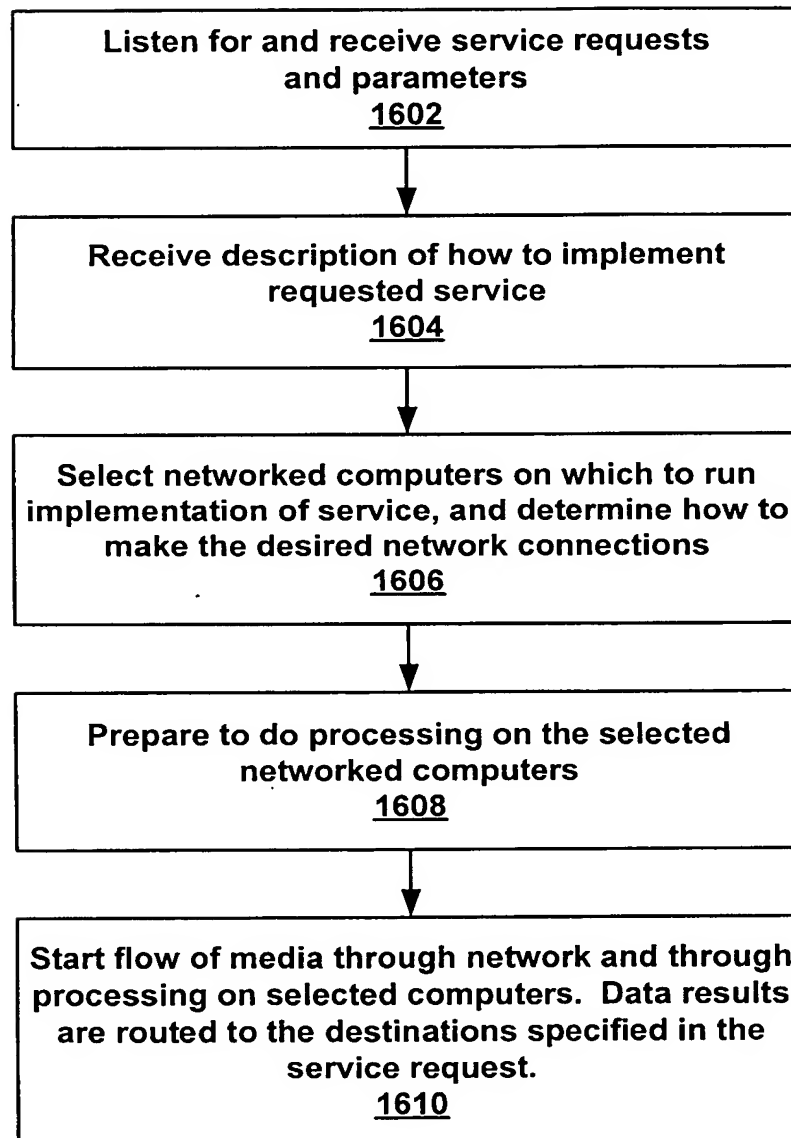 Listen for and receive service requests
and parameters
1602
Receive description of how to implement
requested service
1604
Select networked computers on which to run
implementation of service, and determine how to
make the desired network connections
1606
Prepare to do processing on the selected
networked computers
1608
Start flow of media through network and through
processing on selected computers. Data results
are routed to the destinations specified in the
service request.
1610